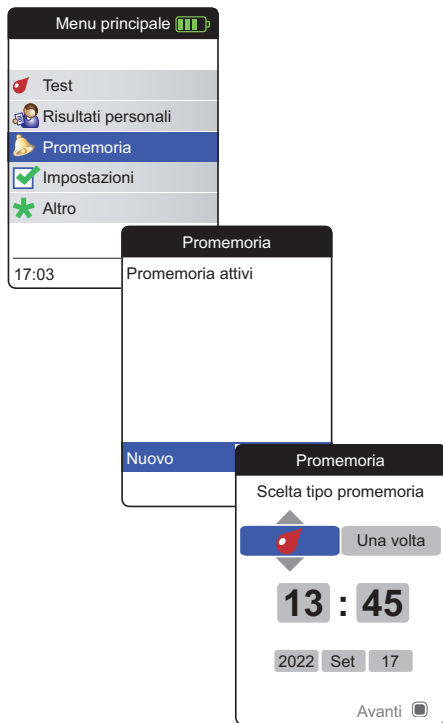 Menu principale
Test
Risultati personali
Promemoria
Impostazioni
Altro
17:03
Promemoria
Promemoria attivi
Nuovo
Promemoria
Scelta tipo promemoria
Una volta
13 : 45
2022 Set 17
Avanti